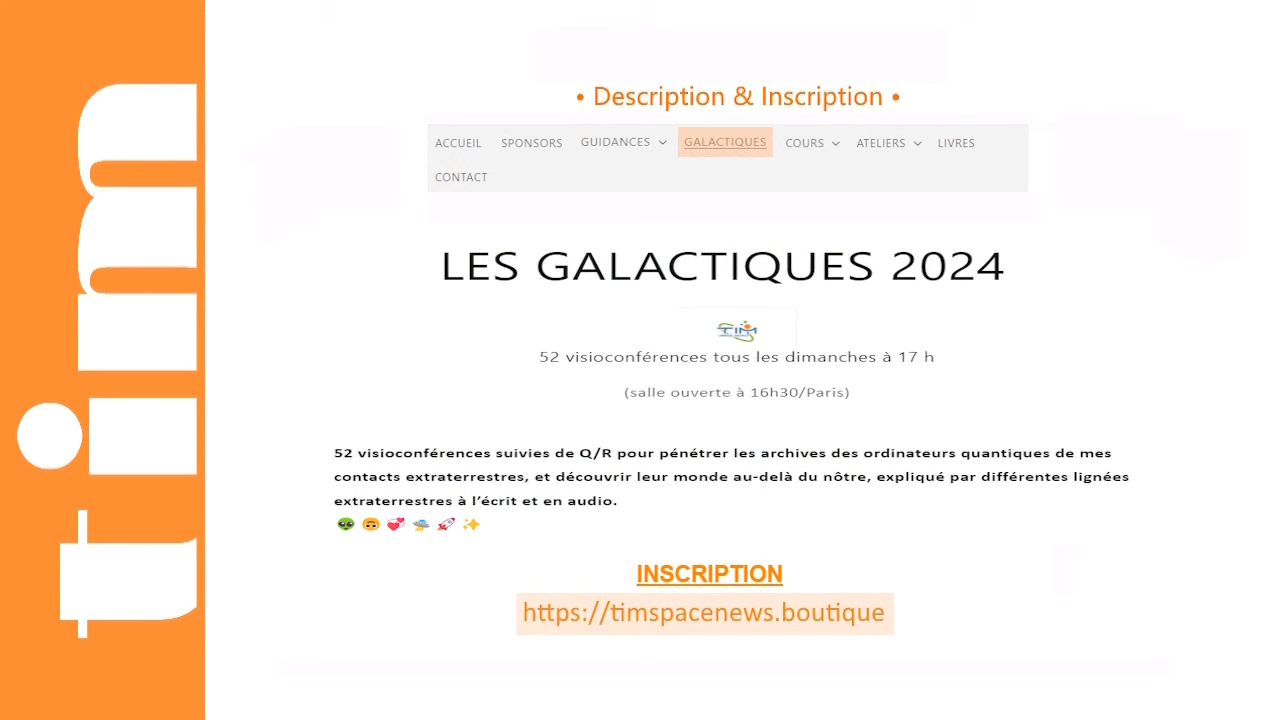 tim
• Description & Inscription •
ACCUEIL SPONSORS GUIDANCES GALACTIQUES COURS ATELIERS LIVRES
CONTACT
LES GALACTIQUES 2024
TIM
52 visioconférences tous les dimanches à 17 h
(salle ouverte à 16h30/Paris)
52 visioconférences suivies de Q/R pour pénétrer les archives des ordinateurs quantiques de mes
contacts extraterrestres, et découvrir leur monde au-delà du nôtre, expliqué par différentes lignées
extraterrestres à l’écrit et en audio.
👽 🙃 💞 🛸 🚀 ✨
INSCRIPTION
https://timspacenews.boutique